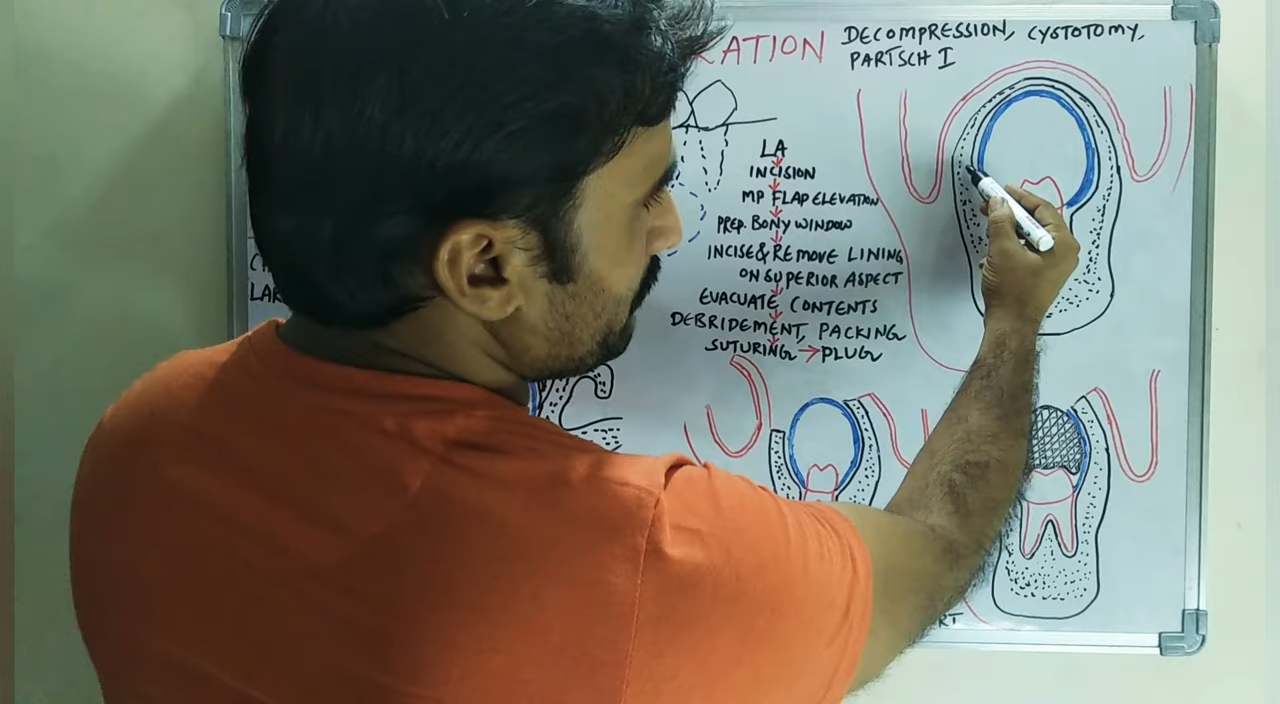 DECOMPRESSION, CYSTOTOMY,
PARTSCH I
LA
INCISION
MP FLAP ELEVATION
PREP. BONY WINDOW
INCISE & REMOVE LINING
ON SUPERIOR ASPECT
EVACUATE CONTENTS
DEBRIDEMENT, PACKING
SUTURING → PLUG